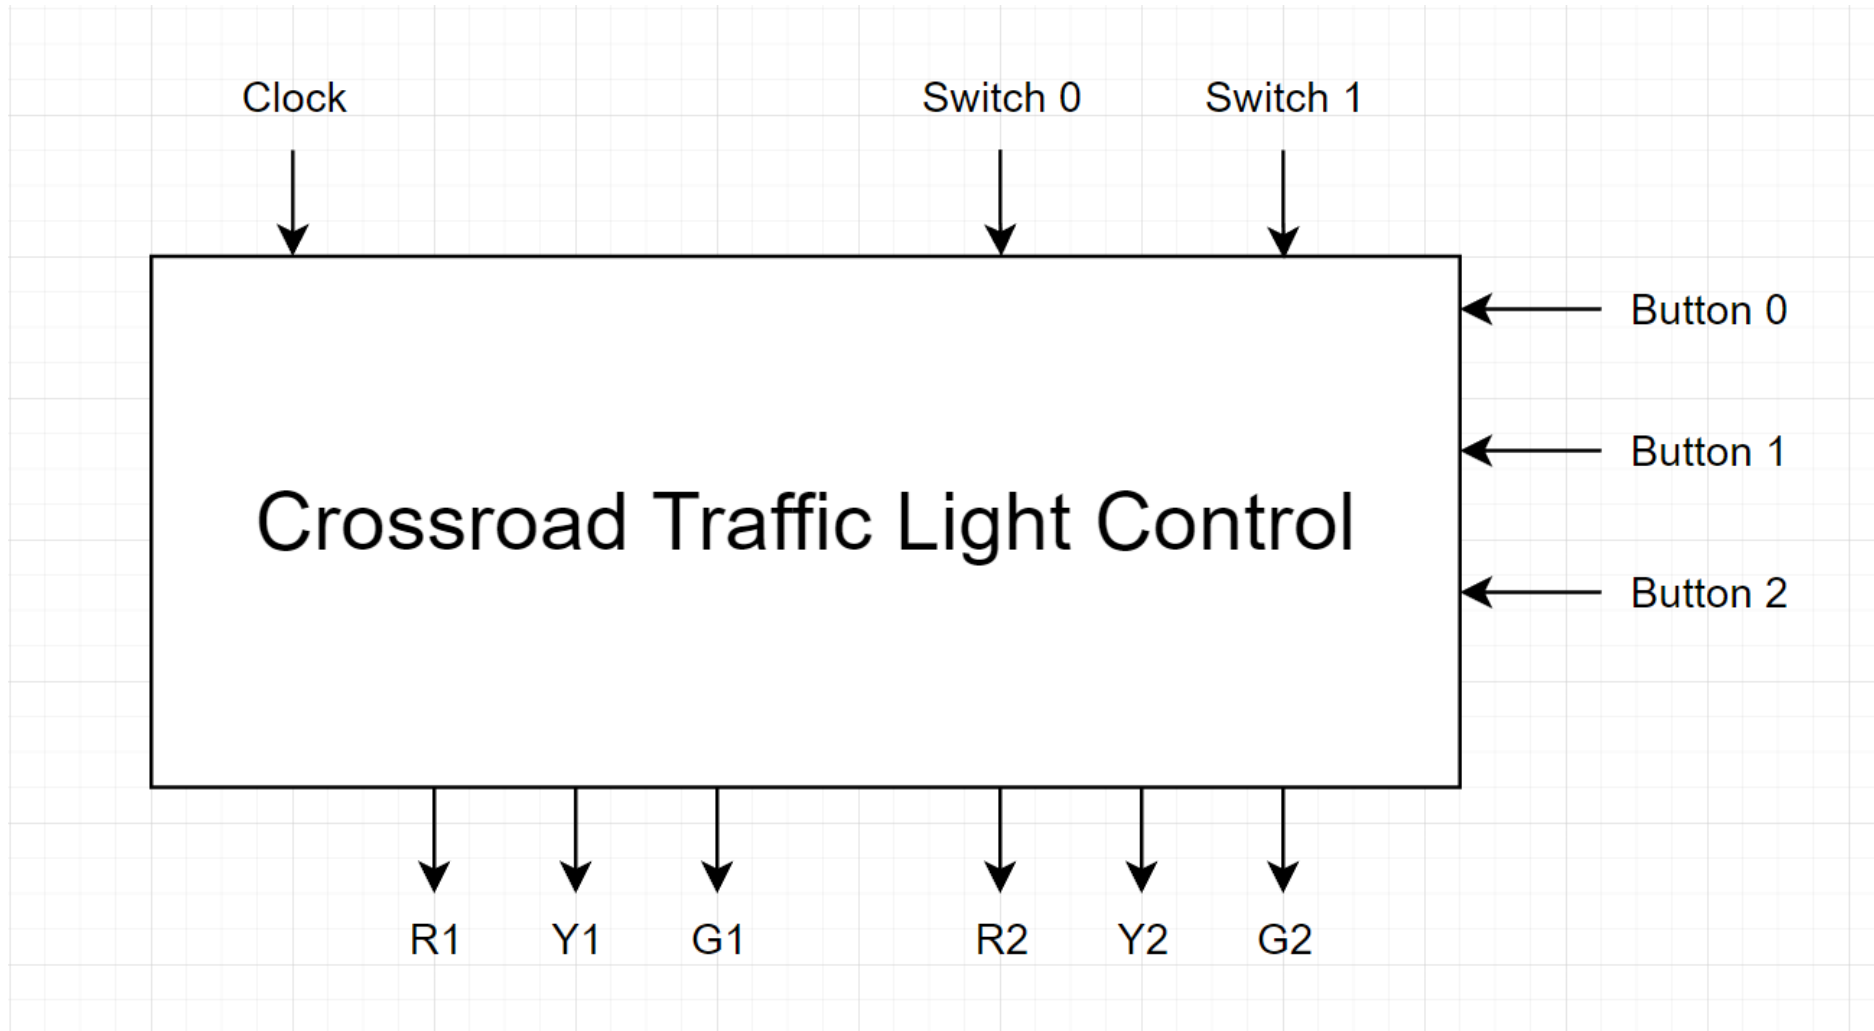 Clock
Switch 0
Switch 1
Button 0
Button 1
Crossroad Traffic Light Control
Button 2
R1
Y1
G1
R2
Y2
G2